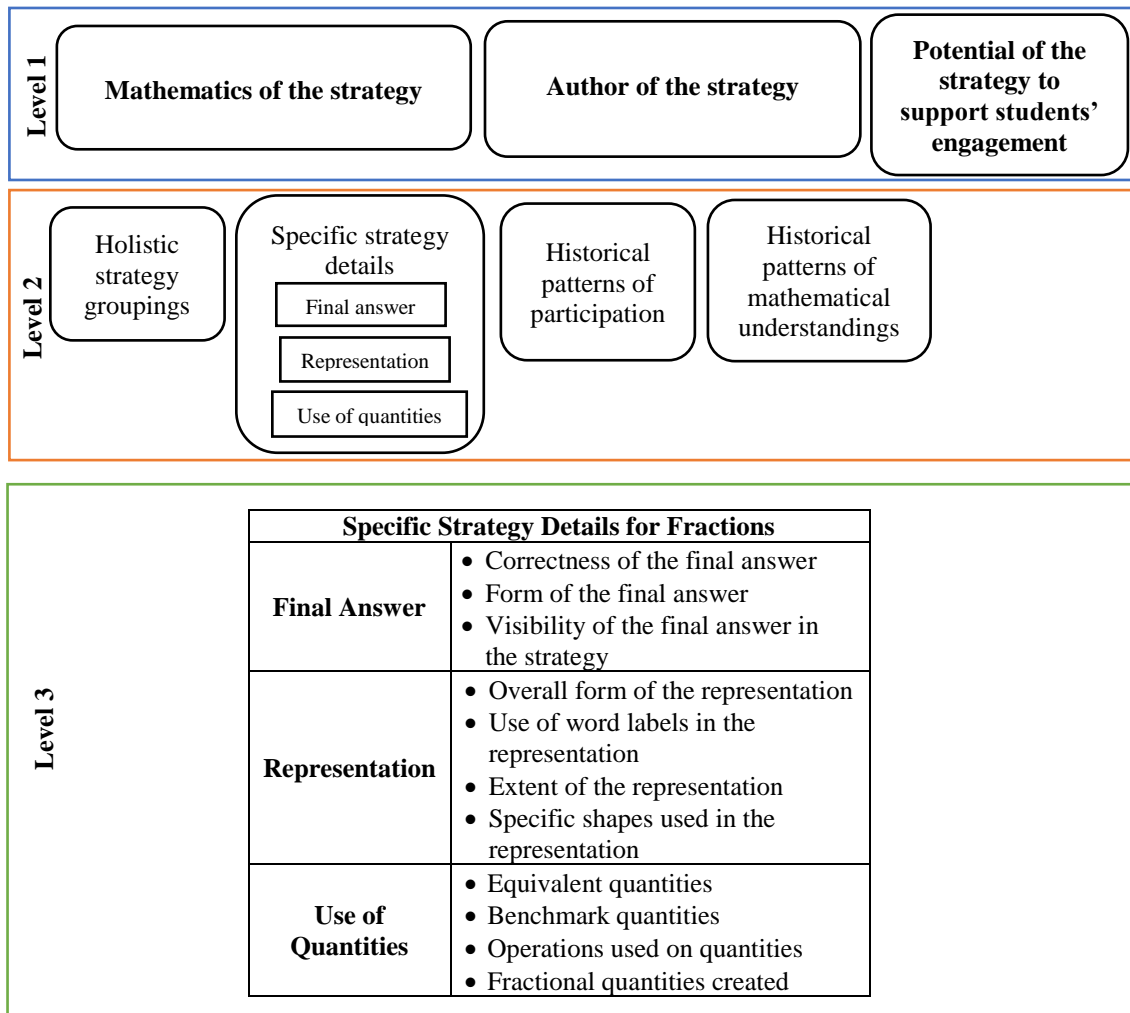 Level 1
Mathematics of the strategy
Author of the strategy
Potential of the
strategy to
support students’
engagement
Level 2
Holistic
strategy
groupings
Specific strategy
details
Final answer
Representation
Use of quantities
Historical
patterns of
participation
Historical
patterns of
mathematical
understandings
Level 3
Specific Strategy Details for Fractions
Final Answer
• Correctness of the final answer
• Form of the final answer
• Visibility of the final answer in
the strategy
Representation
• Overall form of the representation
• Use of word labels in the
representation
• Extent of the representation
• Specific shapes used in the
representation
Use of
Quantities
• Equivalent quantities
• Benchmark quantities
• Operations used on quantities
• Fractional quantities created